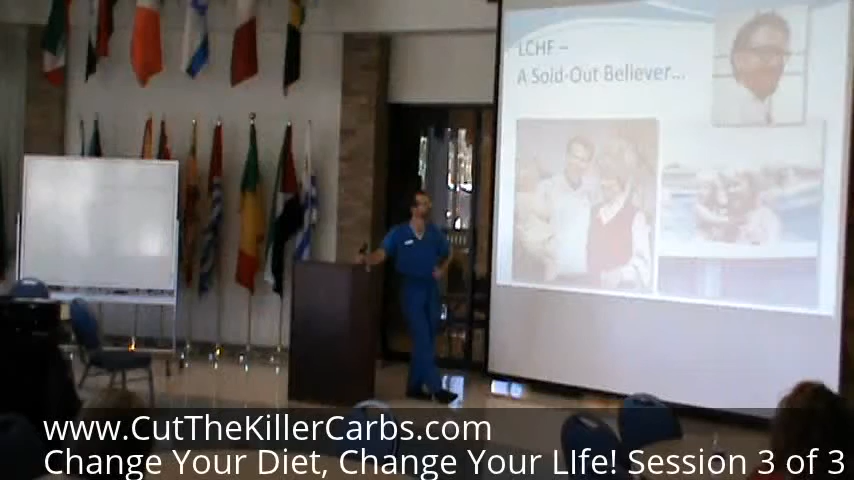 LCHF –
A Sold-Out Believer...
www.CutTheKillerCarbs.com
Change Your Diet, Change Your LIfe! Session 3 of 3